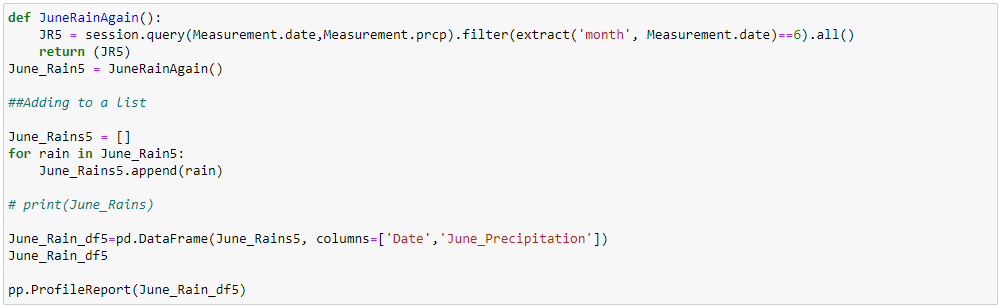 def JuneRainAgain():
    JR5 = session.query(Measurement.date,Measurement.prcp).filter(extract('month', Measurement.date)==6).all()
    return (JR5)
June_Rain5 = JuneRainAgain()
##Adding to a list
June_Rains5 = []
for rain in June_Rain5:
    June_Rains5.append(rain)
# print(June_Rains)
June_Rain_df5=pd.DataFrame(June_Rains5, columns=['Date','June_Precipitation'])
June_Rain_df5
pp.ProfileReport(June_Rain_df5)